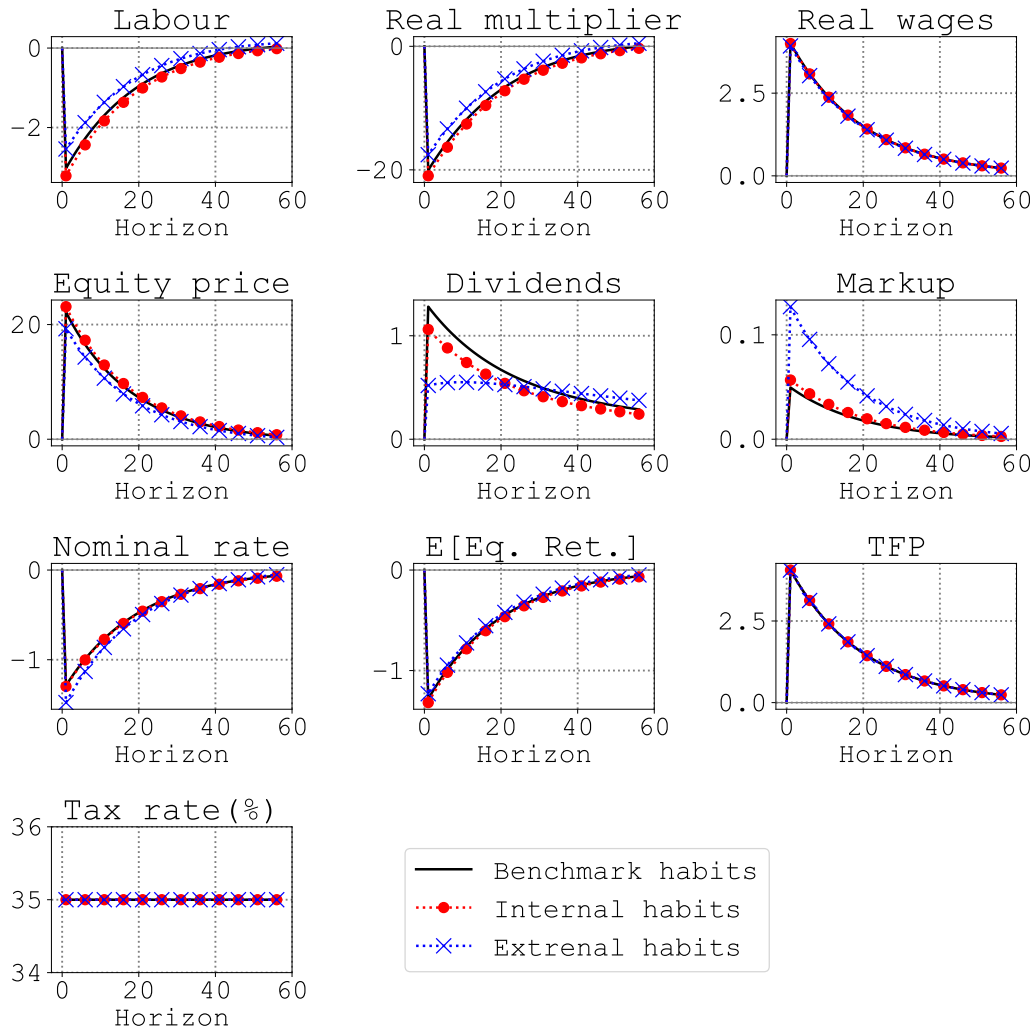 Labour
Real multiplier
Real wages
0
−2
0
−20
2.5
0.0
0 20 40 60
0 20 40 60
0 20 40 60
Horizon
Horizon
Horizon
Equity price
Dividends
Markup
20
0
1
0
0.1
0.0
0 20 40 60
0 20 40 60
0 20 40 60
Horizon
Horizon
Horizon
Nominal rate
E[Eq. Ret.]
TFP
0
−1
0
−1
2.5
0.0
0 20 40 60
0 20 40 60
0 20 40 60
Horizon
Horizon
Horizon
Tax rate(%)
36
35
34
0 20 40 60
Horizon
Benchmark habits
Internal habits
Extrenal habits